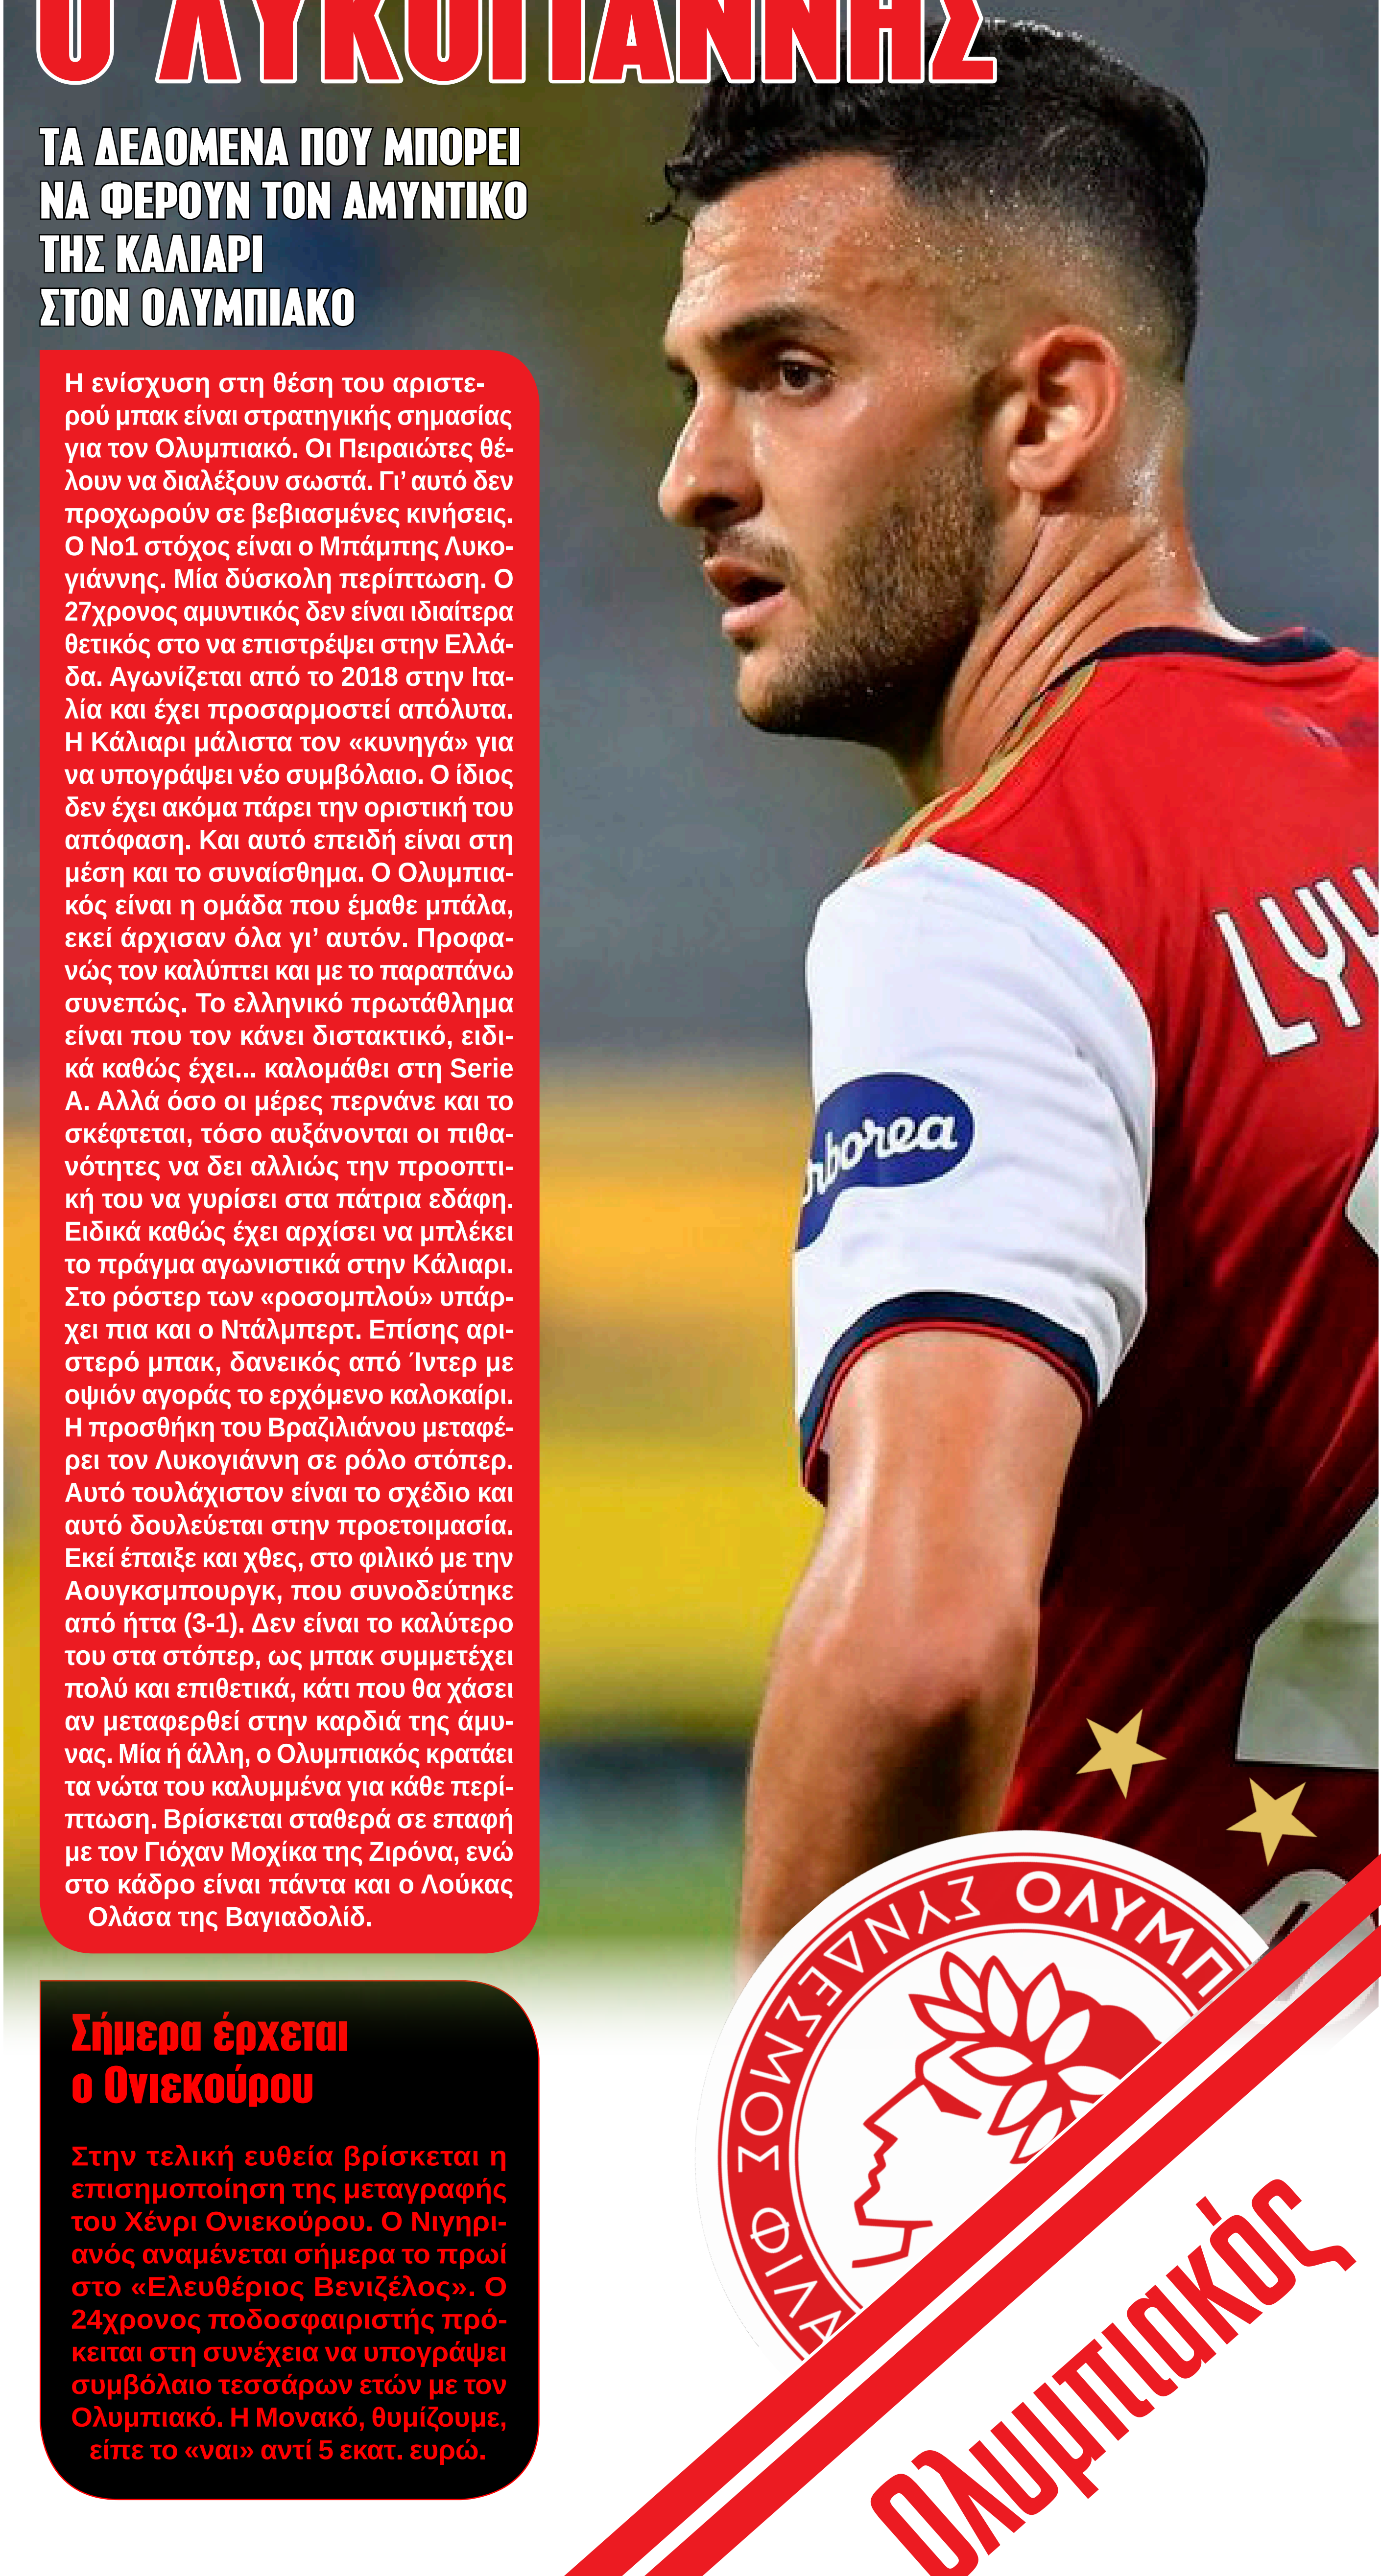 Ο ΛΥΚΟΓΙΑΝΝΗΣ
ΤΑ ΔΕΔΟΜΕΝΑ ΠΟΥ ΜΠΟΡΕΙ
ΝΑ ΦΕΡΟΥΝ ΤΟΝ ΑΜΥΝΤΙΚΟ
ΤΗΣ ΚΑΛΙΑΡΙ
ΣΤΟΝ ΟΛΥΜΠΙΑΚΟ
Η ενίσχυση στη θέση του αριστε-
ρού μπακ είναι στρατηγικής σημασίας
για τον Ολυμπιακό. Οι Πειραιώτες θέ-
λουν να διαλέξουν σωστά. Γι’ αυτό δεν
προχωρούν σε βεβιασμένες κινήσεις.
Ο Νο1 στόχος είναι ο Μπάμπης Λυκο-
γιάννης. Μία δύσκολη περίπτωση. Ο
27χρονος αμυντικός δεν είναι ιδιαίτερα
θετικός στο να επιστρέψει στην Ελλά-
δα. Αγωνίζεται από το 2018 στην Ιτα-
λία και έχει προσαρμοστεί απόλυτα.
Η Κάλιαρι μάλιστα τον «κυνηγά» για
να υπογράψει νέο συμβόλαιο. Ο ίδιος
δεν έχει ακόμα πάρει την οριστική του
απόφαση. Και αυτό επειδή είναι στη
μέση και το συναίσθημα. Ο Ολυμπια-
κός είναι η ομάδα που έμαθε μπάλα,
εκεί άρχισαν όλα γι’ αυτόν. Προφα-
νώς τον καλύπτει και με το παραπάνω
συνεπώς. Το ελληνικό πρωτάθλημα
είναι που τον κάνει διστακτικό, ειδι-
κά καθώς έχει... καλομάθει στη Serie
A. Αλλά όσο οι μέρες περνάνε και το
σκέφτεται, τόσο αυξάνονται οι πιθα-
νότητες να δει αλλιώς την προοπτι-
κή του να γυρίσει στα πάτρια εδάφη.
Ειδικά καθώς έχει αρχίσει να μπλέκει
το πράγμα αγωνιστικά στην Κάλιαρι.
Στο ρόστερ των «ροσομπλού» υπάρ-
χει πια και ο Ντάλμπερτ. Επίσης αρι-
στερό μπακ, δανεικός από Ίντερ με
οψιόν αγοράς το ερχόμενο καλοκαίρι.
Η προσθήκη του Βραζιλιάνου μεταφέ-
ρει τον Λυκογιάννη σε ρόλο στόπερ.
Αυτό τουλάχιστον είναι το σχέδιο και
αυτό δουλεύεται στην προετοιμασία.
Εκεί έπαιξε και χθες, στο φιλικό με την
Αουγκσμπουργκ, που συνοδεύτηκε
από ήττα (3-1). Δεν είναι το καλύτερο
του στα στόπερ, ως μπακ συμμετέχει
πολύ και επιθετικά, κάτι που θα χάσει
αν μεταφερθεί στην καρδιά της άμυ-
νας. Μία ή άλλη, ο Ολυμπιακός κρατάει
τα νώτα του καλυμμένα για κάθε περί-
πτωση. Βρίσκεται σταθερά σε επαφή
με τον Γιόχαν Μοχίκα της Ζιρόνα, ενώ
στο κάδρο είναι πάντα και ο Λούκας
Ολάσα της Βαγιαδολίδ.
LYK
rborea
Σήμερα έρχεται
ο Ονιεκούρου
Στην τελική ευθεία βρίσκεται η
επισημοποίηση της μεταγραφής
του Χένρι Ονιεκούρου. Ο Νιγηρι-
ανός αναμένεται σήμερα το πρωί
στο «Ελευθέριος Βενιζέλος». Ο
24χρονος ποδοσφαιριστής πρό-
κειται στη συνέχεια να υπογράψει
συμβόλαιο τεσσάρων ετών με τον
Ολυμπιακό. Η Μονακό, θυμίζουμε,
είπε το «ναι» αντί 5 εκατ. ευρώ.
ΦΙΛΑ
ΣΥΝΔΕΣΜΟΣ
ΟΛΥΜΠ
Ολυμπιακός